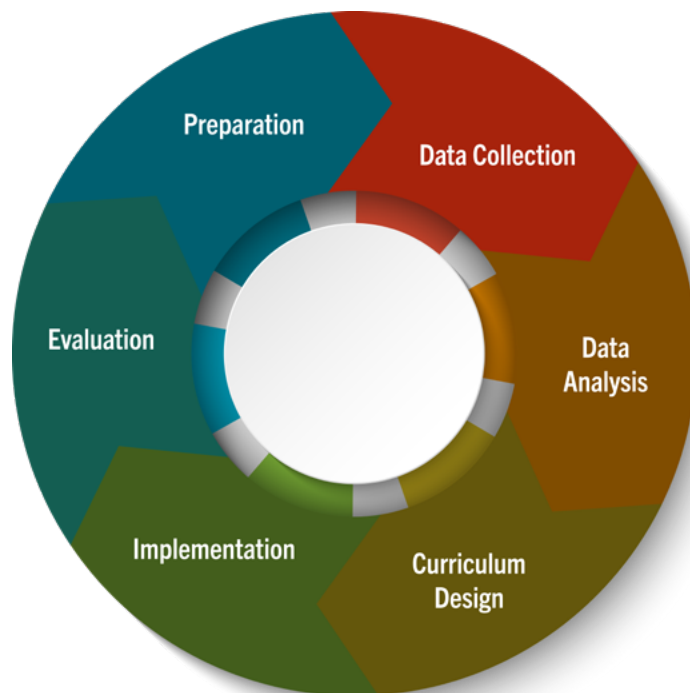 Preparation
Data Collection
Data
Analysis
Curriculum
Design
Implementation
Evaluation